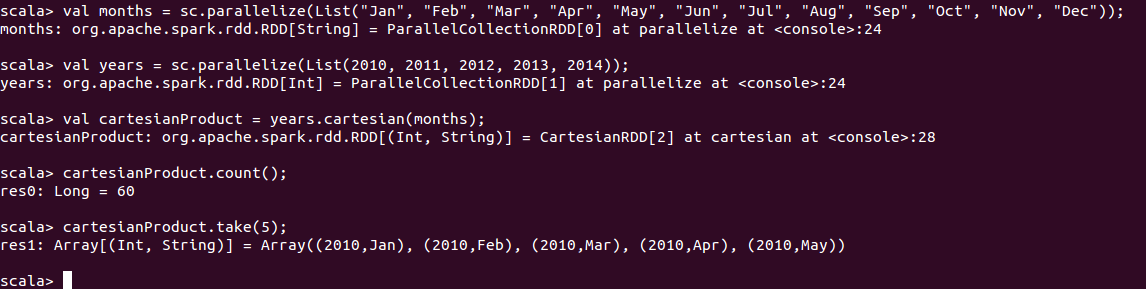 scala> val months = sc.parallelize(List("Jan", "Feb", "Mar", "Apr", "May", "Jun", "Jul", "Aug", "Sep", "Oct", "Nov", "Dec"));
months: org.apache.spark.rdd.RDD[String] = ParallelCollectionRDD[0] at parallelize at <console>:24
scala> val years = sc.parallelize(List(2010, 2011, 2012, 2013, 2014));
years: org.apache.spark.rdd.RDD[Int] = ParallelCollectionRDD[1] at parallelize at <console>:24
scala> val cartesianProduct = years.cartesian(months);
cartesianProduct: org.apache.spark.rdd.RDD[(Int, String)] = CartesianRDD[2] at cartesian at <console>:28
scala> cartesianProduct.count();
res0: Long = 60
scala> cartesianProduct.take(5);
res1: Array[(Int, String)] = Array((2010,Jan), (2010,Feb), (2010,Mar), (2010,Apr), (2010,May))
scala>